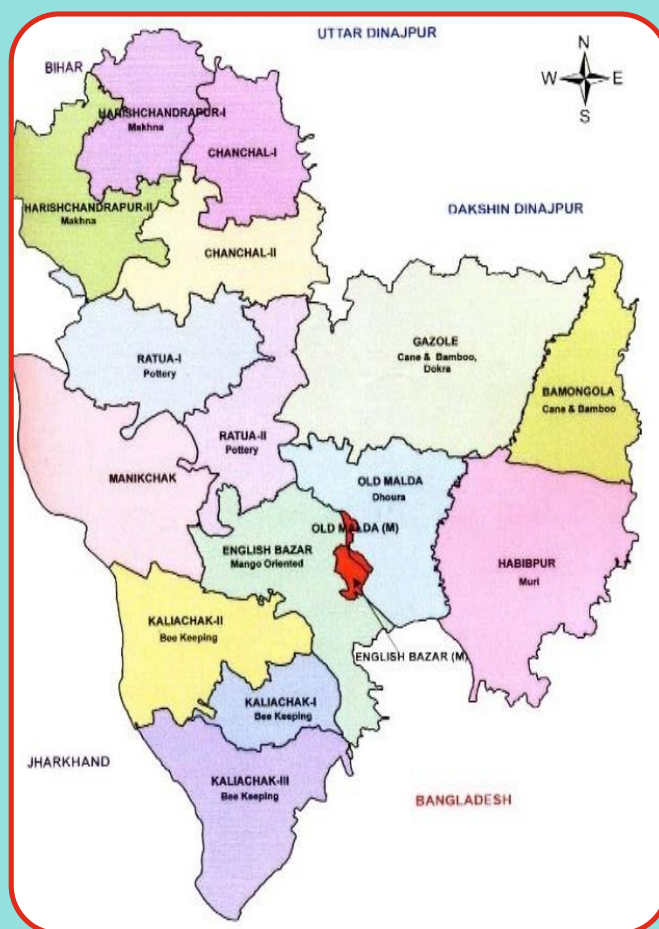 UTTAR DINAJPUR
N
W E
S
BIHAR
HARISHCHANDRAPUR-I
Makhna
CHANCHAL-I
HARISHCHANDRAPUR-II
Makhna
DAKSHIN DINAJPUR
CHANCHAL-II
GAZOLE
Cane & Bamboo,
Dokra
RATUA-I
Pottery
BAMONGOLA
Cane & Bamboo
RATUA-II
Pottery
MANIKCHAK
OLD MALDA
Dhoura
OLD MALDA (M)
ENGLISH BAZAR
Mango Oriented
HABIBPUR
Muri
KALIACHAK-II
Bee Keeping
ENGLISH BAZAR (M)
KALIACHAK-I
Bee Keeping
JHARKHAND
KALIACHAK-III
Bee Keeping
BANGLADESH